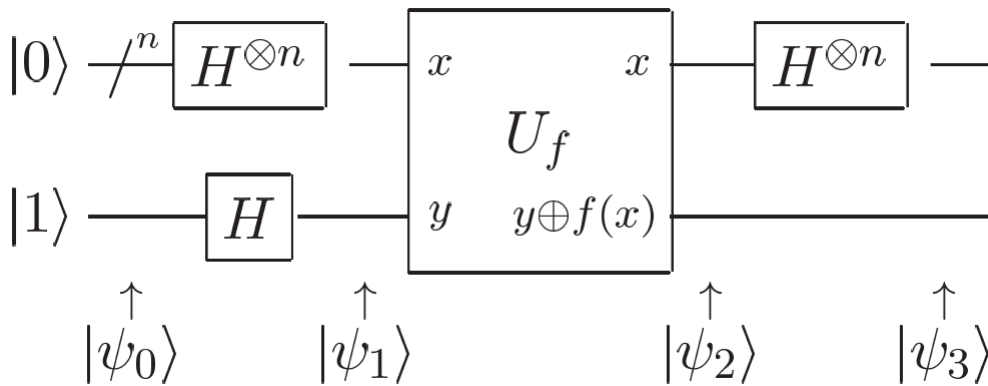 |0⟩ n H⊗n x x H⊗n
U_f
|1⟩ H y y⊕f(x)
↑ ↑ ↑ ↑
|ψ₀⟩ |ψ₁⟩ |ψ₂⟩ |ψ₃⟩